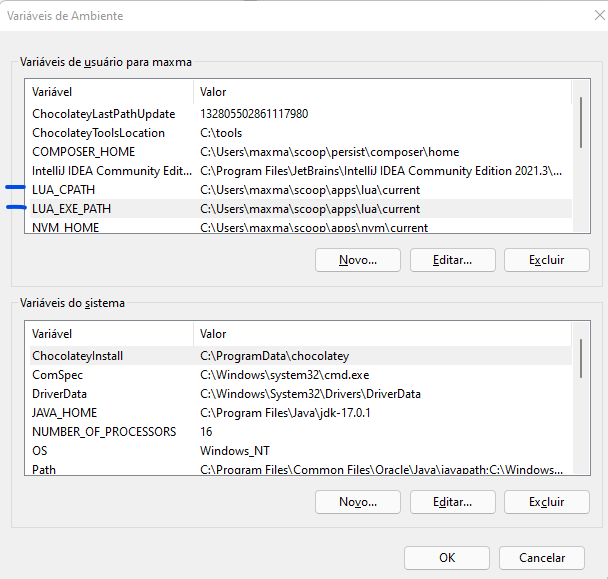 Variáveis de Ambiente
Variáveis de usuário para maxma
Variável Valor
ChocolateyLastPathUpdate 132805502861117980
ChocoateyToolsLocation C:\tools
COMPOSER_HOME C:\Users\maxma\scoop\persist\composer\home
IntelliJ IDEA Community Edit... C:\Program Files\JetBrains\IntelliJ IDEA Community Edition 2021.3\...
LUA_CPATH C:\Users\maxma\scoop\apps\lua\current
LUA_EXE_PATH C:\Users\maxma\scoop\apps\lua\current
NVM_HOME C:\Users\maxma\scoop\apps\nvm\current
Novo... Editar... Excluir
Variáveis do sistema
Variável Valor
ChocolateyInstall C:\ProgramData\chocolatey
ComSpec C:\Windows\system32\cmd.exe
DriverData C:\Windows\System32\Drivers\DriverData
JAVA_HOME C:\Program Files\Java\jdk-17.0.1
NUMBER_OF_PROCESSORS 16
OS Windows_NT
Path C:\Program Files\Common Files\Oracle\Java\javapath;C:\Windows...
Novo... Editar... Excluir
OK Cancelar